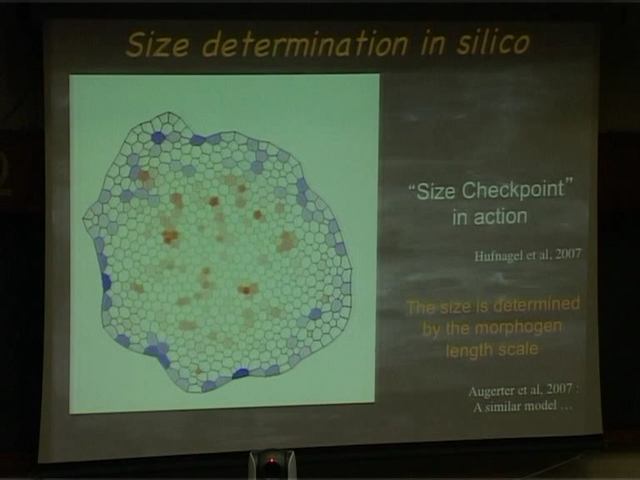 Size determination in silico
“Size Checkpoint”
in action
Hufnagel et al, 2007
The size is determined
by the morphogen
length scale
Augerter et al, 2007 :
A similar model …